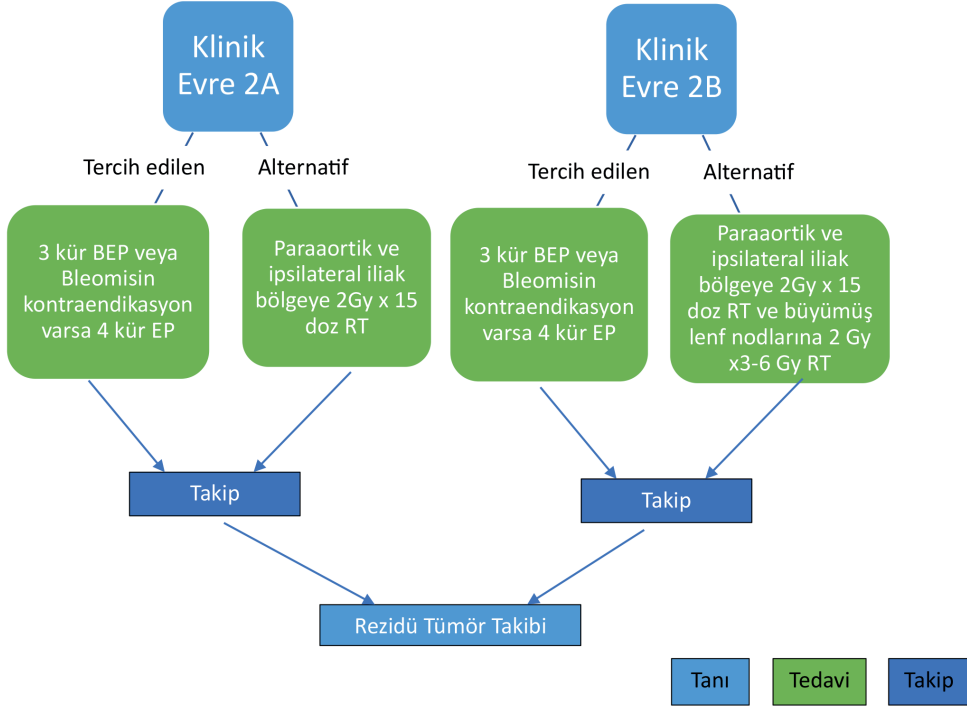 Klinik
Evre 2A
Klinik
Evre 2B
Tercih edilen
Alternatif
Tercih edilen
Alternatif
3 kür BEP veya
Bleomisin
kontraendikasyon
varsa 4 kür EP
Paraaortik ve
ipsilateral iliak
bölgeye 2Gy x 15
doz RT
3 kür BEP veya
Bleomisin
kontraendikasyon
varsa 4 kür EP
Paraaortik ve
ipsilateral iliak
bölgeye 2Gy x 15
doz RT ve büyümüş
lenf nodlarına 2 Gy
x3-6 Gy RT
Takip
Takip
Rezidü Tümör Takibi
Tanı
Tedavi
Takip